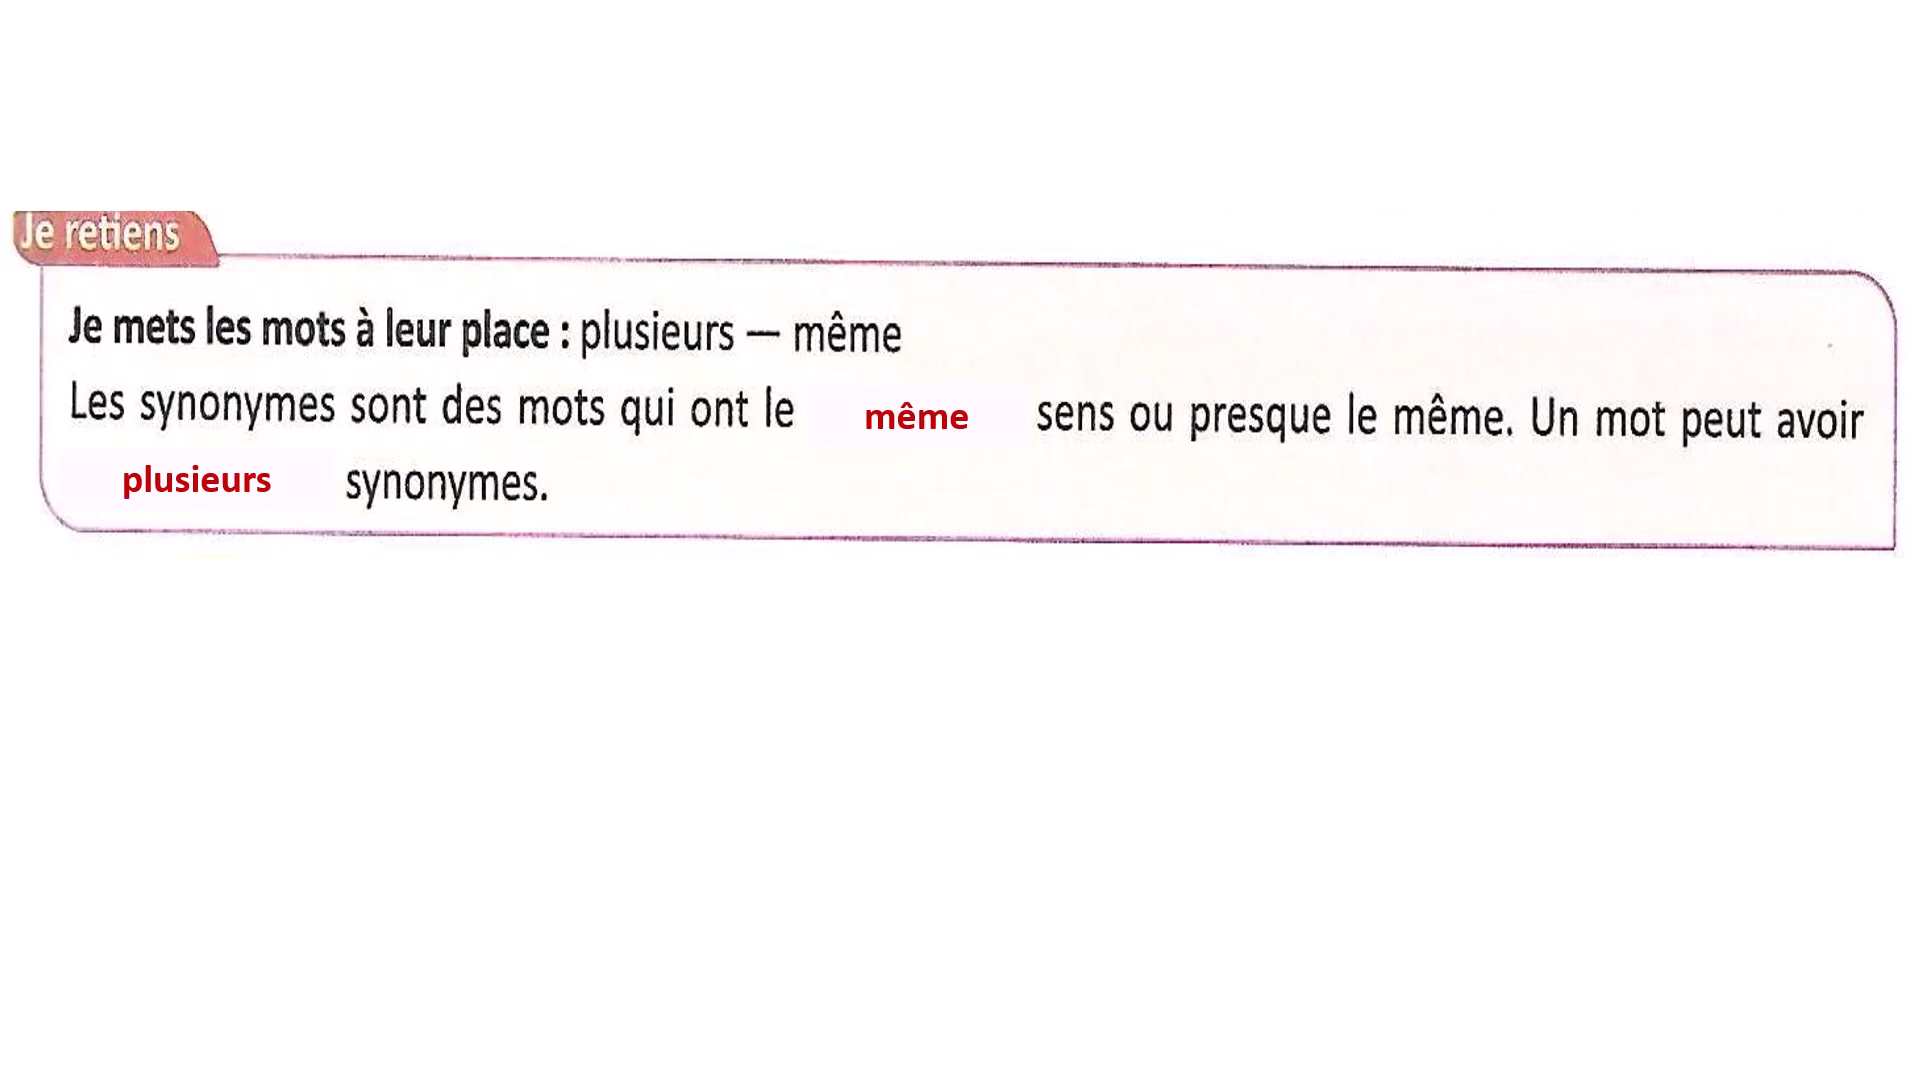 Je retiens
Je mets les mots à leur place : plusieurs — même
Les synonymes sont des mots qui ont le même sens ou presque le même. Un mot peut avoir
plusieurs synonymes.